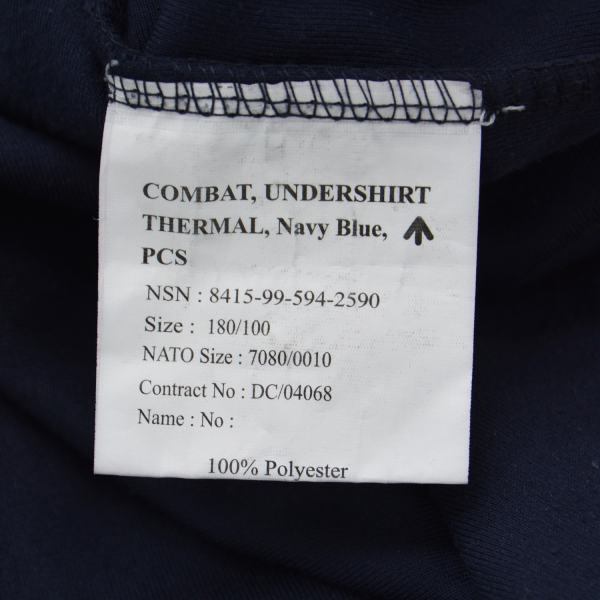 COMBAT, UNDERSHIRT
THERMAL, Navy Blue,
PCS
NSN : 8415-99-594-2590
Size : 180/100
NATO Size : 7080/0010
Contract No : DC/04068
Name : No :
100% Polyester